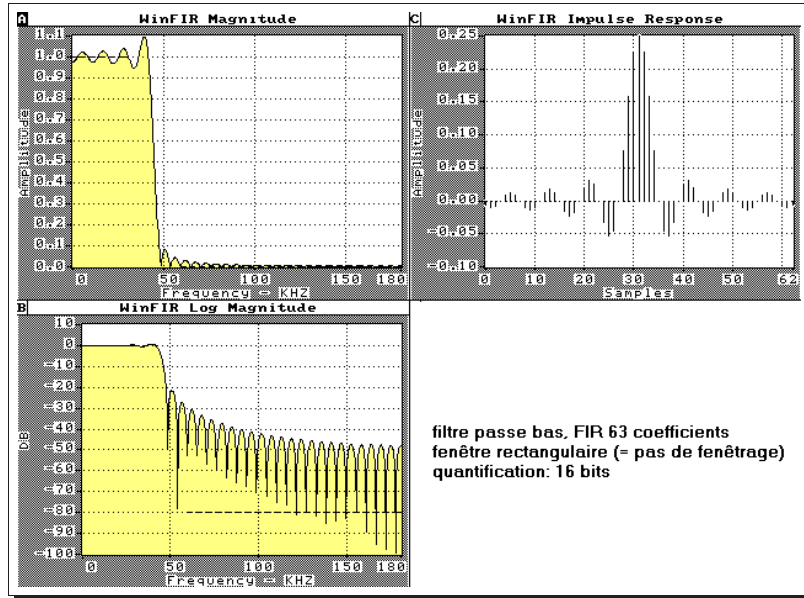 A
WinFIR Magnitude
1.1
1.0
0.9
0.8
0.7
0.6
0.5
0.4
0.3
0.2
0.1
0.0
Amplitude
0 50 100 150 180
Frequency - KHZ
C
WinFIR Impulse Response
0.25
0.20
0.15
0.10
0.05
0.00
-0.05
-0.10
Amplitude
0 10 20 30 40 50 62
Samples
B
WinFIR Log Magnitude
10
0
-10
-20
-30
-40
-50
-60
-70
-80
-90
-100
DB
0 50 100 150 180
Frequency - KHZ
filtre passe bas, FIR 63 coefficients
fenêtre rectangulaire (= pas de fenêtrage)
quantification: 16 bits